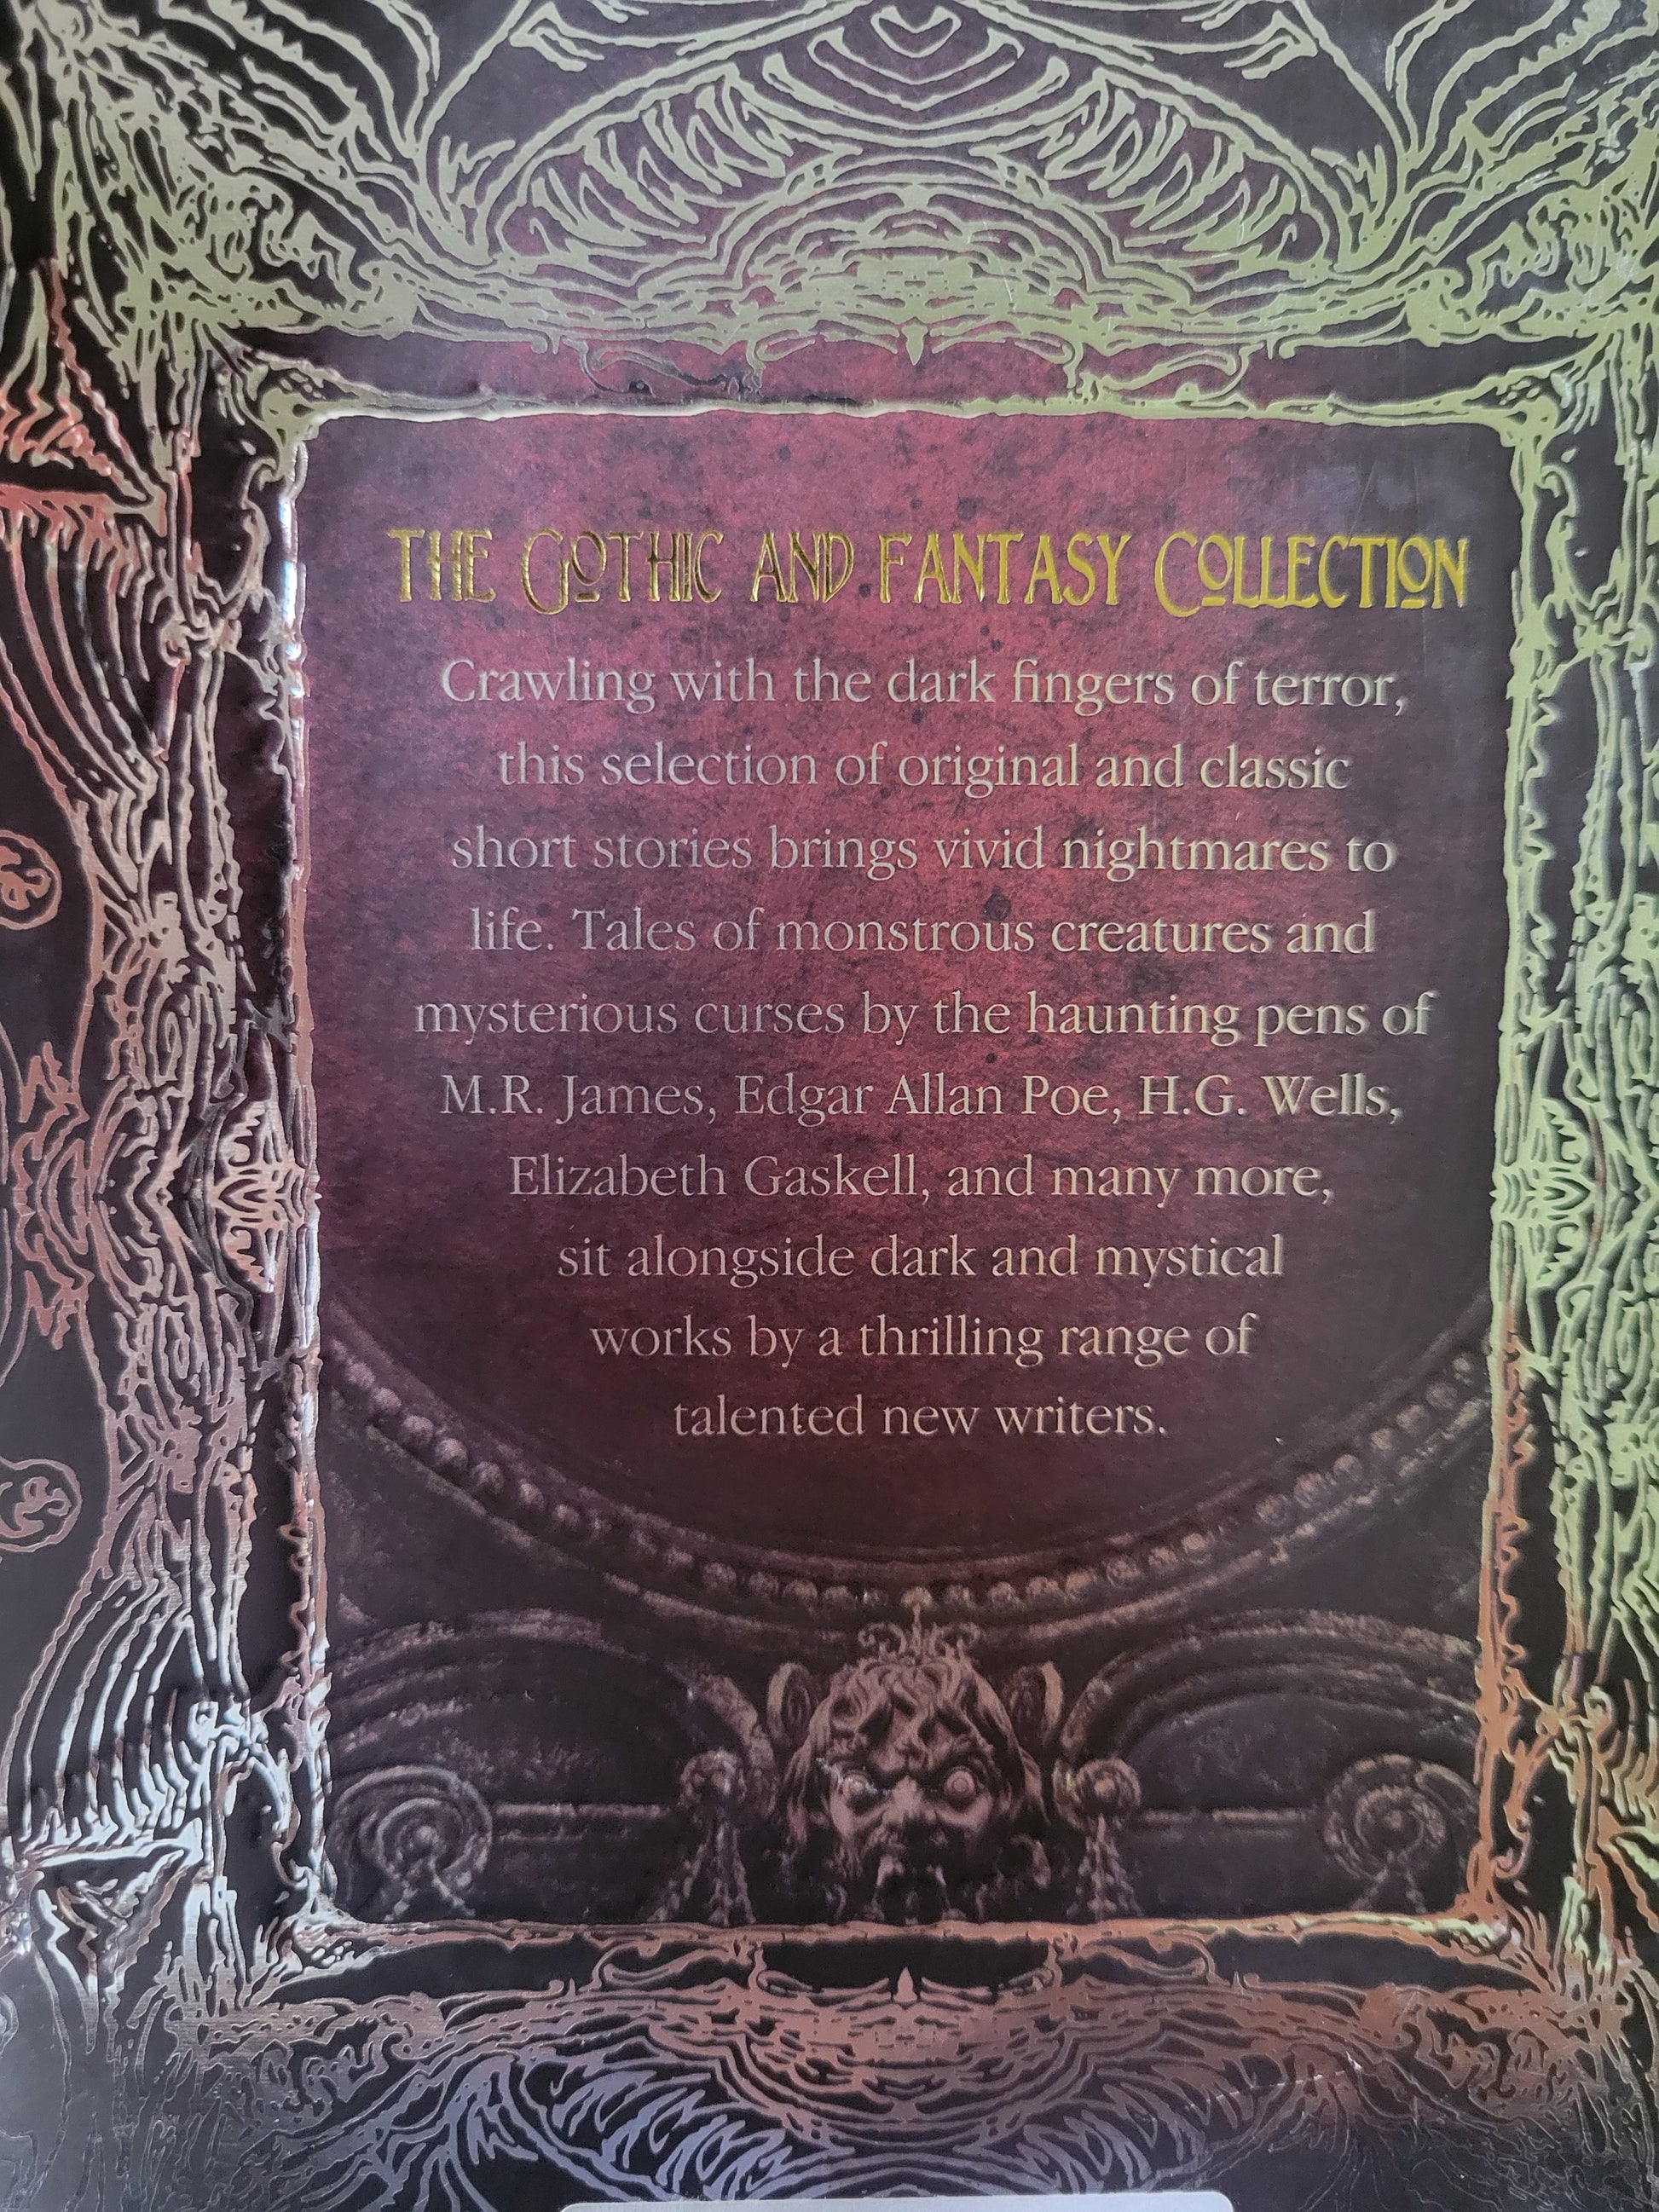 THE GOTHIC AND FANTASY COLLECTION
Crawling with the dark fingers of terror,
this selection of original and classic
short stories brings vivid nightmares to
life. Tales of monstrous creatures and
mysterious curses by the haunting pens of
M.R. James, Edgar Allan Poe, H.G. Wells,
Elizabeth Gaskell, and many more,
sit alongside dark and mystical
works by a thrilling range of
talented new writers.